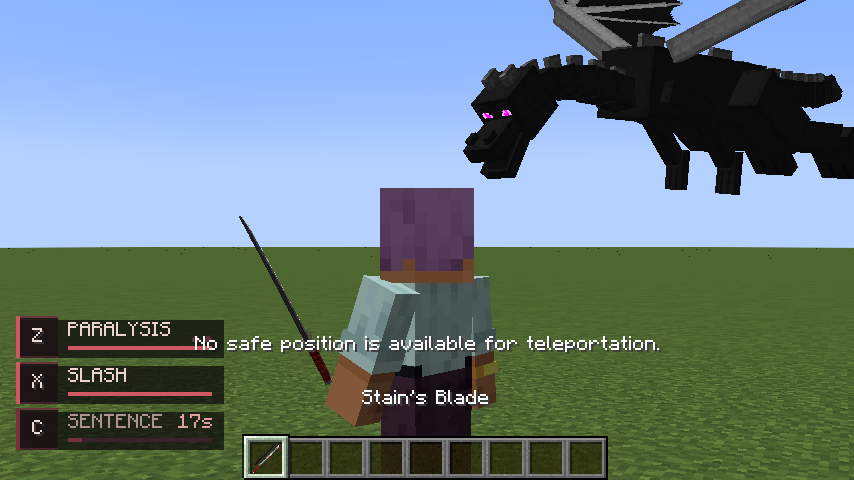 Z PARALYSIS
No safe position is available for teleportation.
X SLASH
Stain's Blade
C SENTENCE 17s